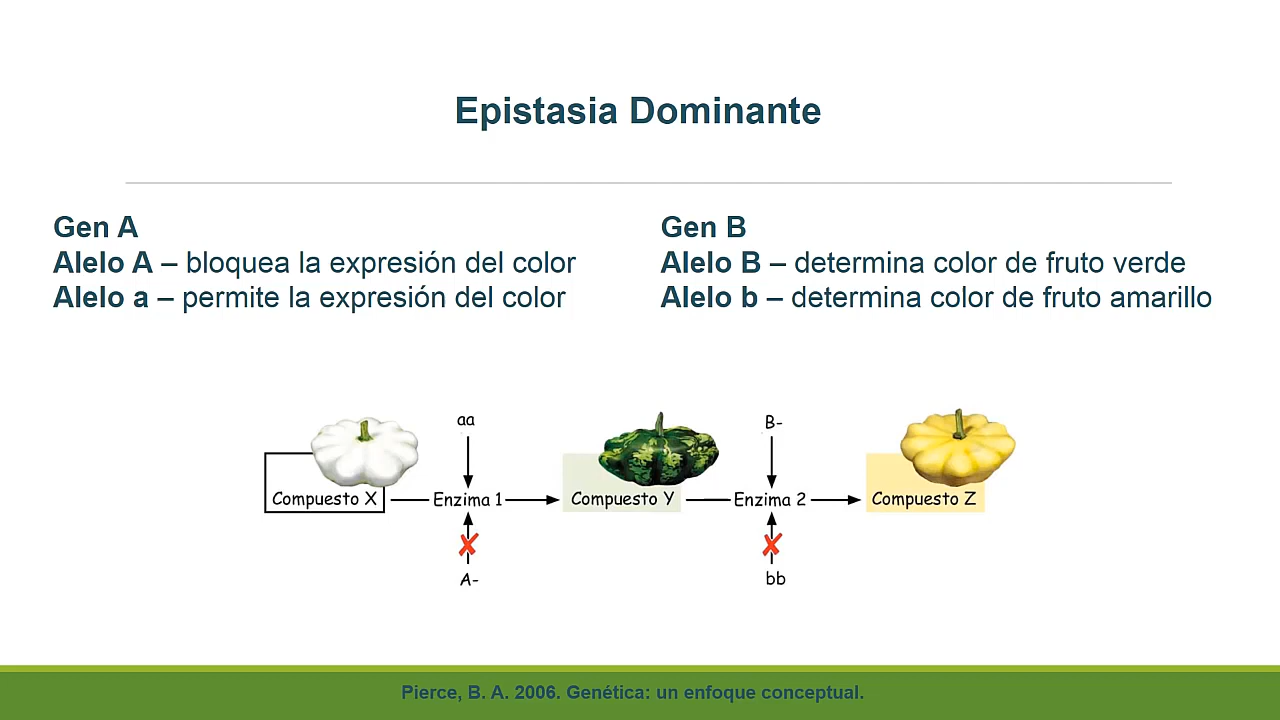 Epistasia Dominante
Gen A
Alelo A – bloquea la expresión del color
Alelo a – permite la expresión del color
Gen B
Alelo B – determina color de fruto verde
Alelo b – determina color de fruto amarillo
aa
B-
Compuesto X
Enzima 1
Compuesto Y
Enzima 2
Compuesto Z
A-
bb
Pierce, B. A. 2006. Genética: un enfoque conceptual.